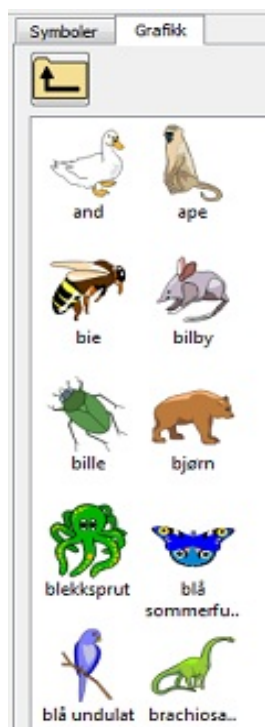 Symboler Grafikk
and ape
bie bilby
bille bjørn
blekksprut blå
sommerfu..
blå undulat brachiosa..